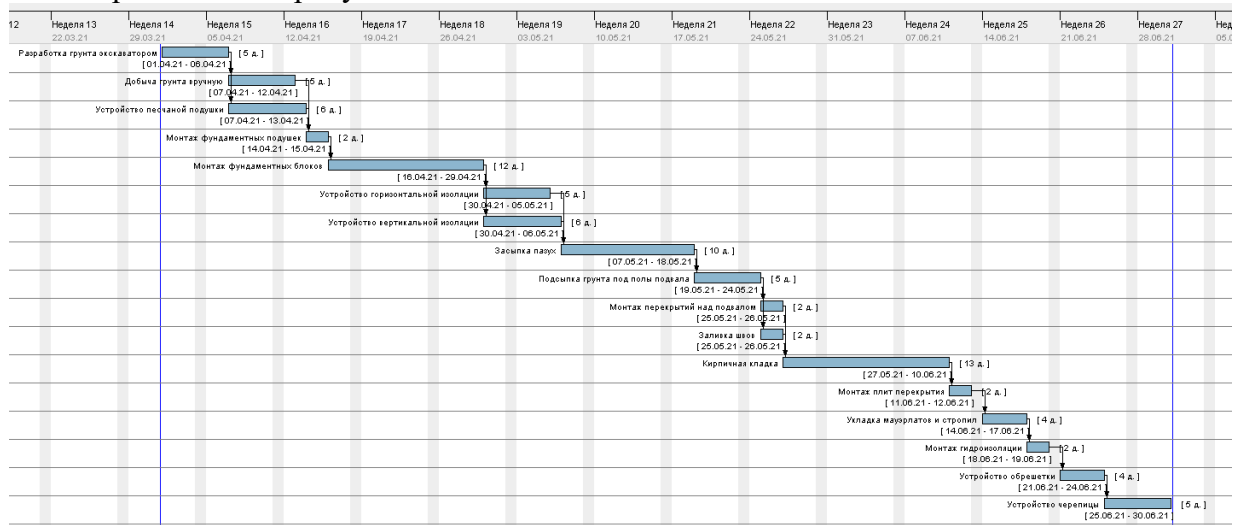 12 Неделя 13 Неделя 14 Неделя 15 Неделя 16 Неделя 17 Неделя 18 Неделя 19 Неделя 20 Неделя 21 Неделя 22 Неделя 23 Неделя 24 Неделя 25 Неделя 26 Неделя 27 Нед
22.03.21 29.03.21 05.04.21 12.04.21 19.04.21 26.04.21 03.05.21 10.05.21 17.05.21 24.05.21 31.05.21 07.06.21 14.06.21 21.06.21 28.06.21 05.0
Разработка грунта экскаватором [ 5 д. ]
[ 01.04.21 - 06.04.21 ]
Добыча грунта вручную [ 5 д. ]
[ 07.04.21 - 12.04.21 ]
Устройство песчаной подушки [ 6 д. ]
[ 07.04.21 - 13.04.21 ]
Монтаж фундаментных подушек [ 2 д. ]
[ 14.04.21 - 15.04.21 ]
Монтаж фундаментных блоков [ 12 д. ]
[ 16.04.21 - 29.04.21 ]
Устройство горизонтальной изоляции [ 5 д. ]
[ 30.04.21 - 05.05.21 ]
Устройство вертикальной изоляции [ 6 д. ]
[ 30.04.21 - 06.05.21 ]
Засыпка пазух [ 10 д. ]
[ 07.05.21 - 18.05.21 ]
Подсыпка грунта под полы подвала [ 5 д. ]
[ 19.05.21 - 24.05.21 ]
Монтаж перекрытий над подвалом [ 2 д. ]
[ 25.05.21 - 26.05.21 ]
Заливка швов [ 2 д. ]
[ 25.05.21 - 26.05.21 ]
Кирпичная кладка [ 13 д. ]
[ 27.05.21 - 10.06.21 ]
Монтаж плит перекрытия [ 2 д. ]
[ 11.06.21 - 12.06.21 ]
Укладка мауэрлатов и стропил [ 4 д. ]
[ 14.06.21 - 17.06.21 ]
Монтаж гидроизоляции [ 2 д. ]
[ 18.06.21 - 19.06.21 ]
Устройство обрешетки [ 4 д. ]
[ 21.06.21 - 24.06.21 ]
Устройство черепицы [ 5 д. ]
[ 25.06.21 - 30.06.21 ]